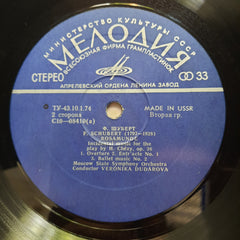 МИНИСТЕРСТВО КУЛЬТУРЫ СССР
МЕЛОДИЯ
ВСЕСОЮЗНАЯ ФИРМА ГРАМПЛАСТИНОК
СТЕРЕО
33
АПРЕЛЕВСКИЙ ОРДЕНА ЛЕНИНА ЗАВОД
ТУ-43.10.1.74
MADE IN USSR
2 сторона
Вторая гр.
Ф. ШУБЕРТ
F. SCHUBERT (1797—1828)
ROSAMUNDE
Incidental music for the
play by H. Chézy, op. 26
1. Overture 2. Entr'acte No. 1
3. Ballet music No. 2
Moscow State Symphony Orchestra
Conductor VERONIKA DUDAROVA